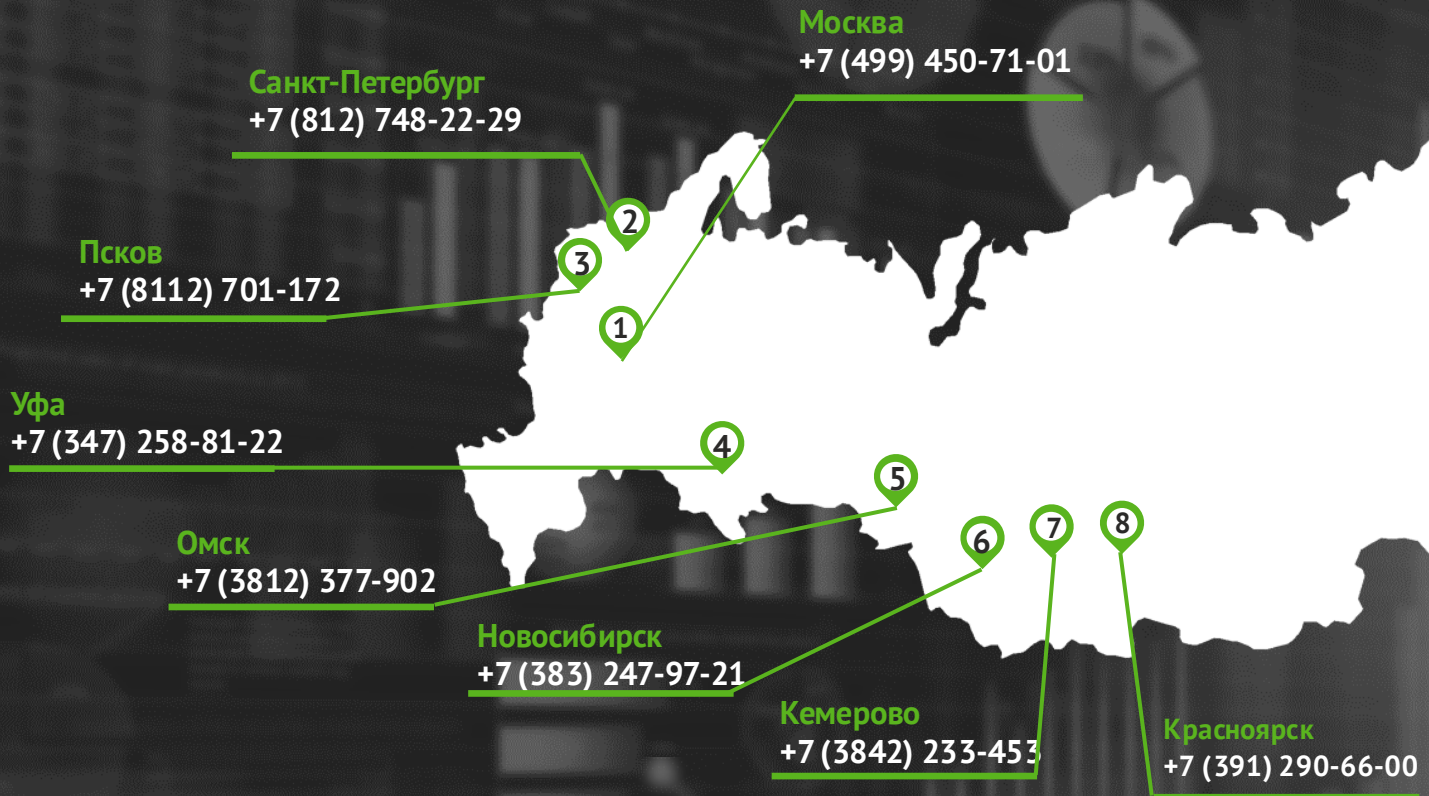 Москва
+7 (499) 450-71-01
Санкт-Петербург
+7 (812) 748-22-29
Псков
+7 (8112) 701-172
Уфа
+7 (347) 258-81-22
Омск
+7 (3812) 377-902
Новосибирск
+7 (383) 247-97-21
Кемерово
+7 (3842) 233-453
Красноярск
+7 (391) 290-66-00
2
3
1
4
5
6
7
8